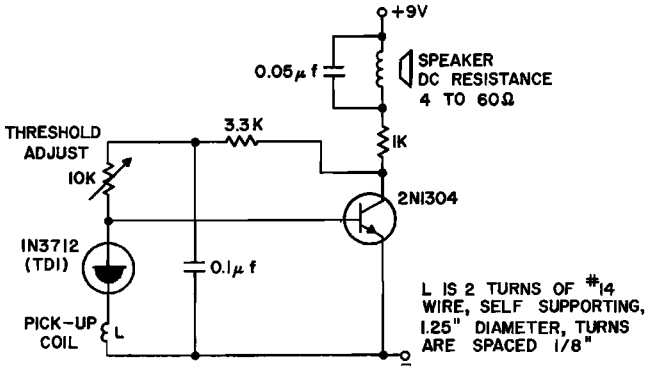 +9V
0.05μf
SPEAKER
DC RESISTANCE
4 TO 60Ω
3.3K
1K
THRESHOLD
ADJUST
10K
2N1304
1N3712
(TD1)
0.1μf
PICK-UP
COIL
L
L IS 2 TURNS OF #14
WIRE, SELF SUPPORTING,
1.25" DIAMETER, TURNS
ARE SPACED 1/8"
–